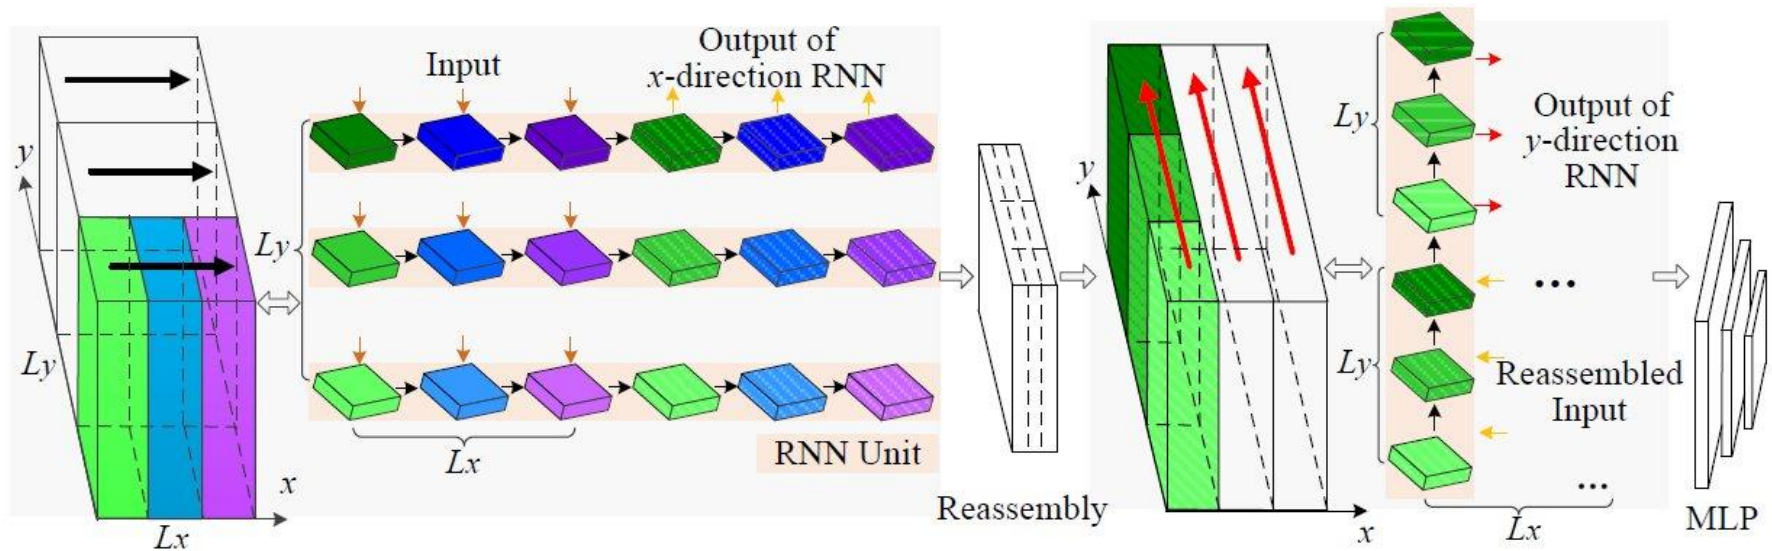 y
Ly
Lx
x
Input
Output of
x-direction RNN
Ly
Lx
RNN Unit
Reassembly
y
x
Ly
Output of
y-direction
RNN
Ly
...
Reassembled
Input
...
Lx
MLP